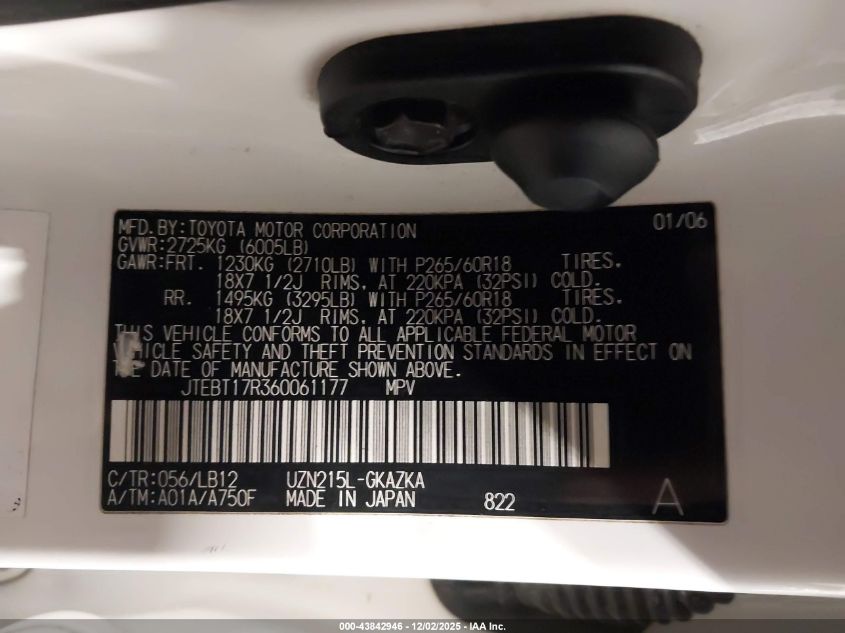 MFD.BY:TOYOTA MOTOR CORPORATION 01/06
GVWR:2725KG (6005LB)
GAWR:FRT. 1230KG (2710LB) WITH P265/60R18 TIRES.
18X7 1/2J RIMS. AT 220KPA (32PSI) COLD.
RR. 1495KG (3295LB) WITH P265/60R18 TIRES.
18X7 1/2J RIMS. AT 220KPA (32PSI) COLD.
THIS VEHICLE CONFORMS TO ALL APPLICABLE FEDERAL MOTOR
VEHICLE SAFETY AND THEFT PREVENTION STANDARDS IN EFFECT ON
THE DATE OF MANUFACTURE SHOWN ABOVE.
JTEBT17R360061177 MPV
C/TR:056/LB12 UZN215L-GKAZKA
A/TM:A01A/A750F MADE IN JAPAN 822 A
000-43842946 - 12/02/2025 - IAA Inc.